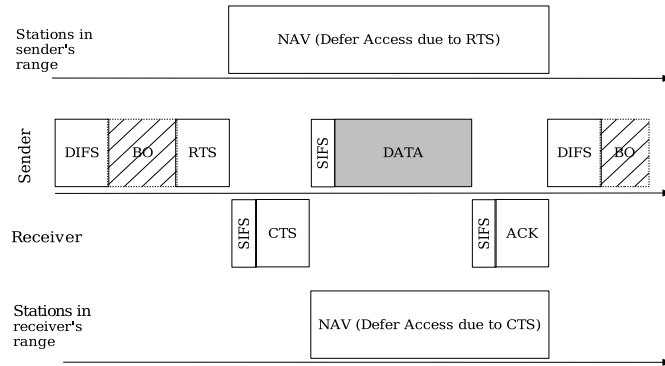 Stations in
sender's
range
NAV (Defer Access due to RTS)
Sender
DIFS
BO
RTS
SIFS
DATA
DIFS
BO
Receiver
SIFS
CTS
SIFS
ACK
Stations in
receiver's
range
NAV (Defer Access due to CTS)